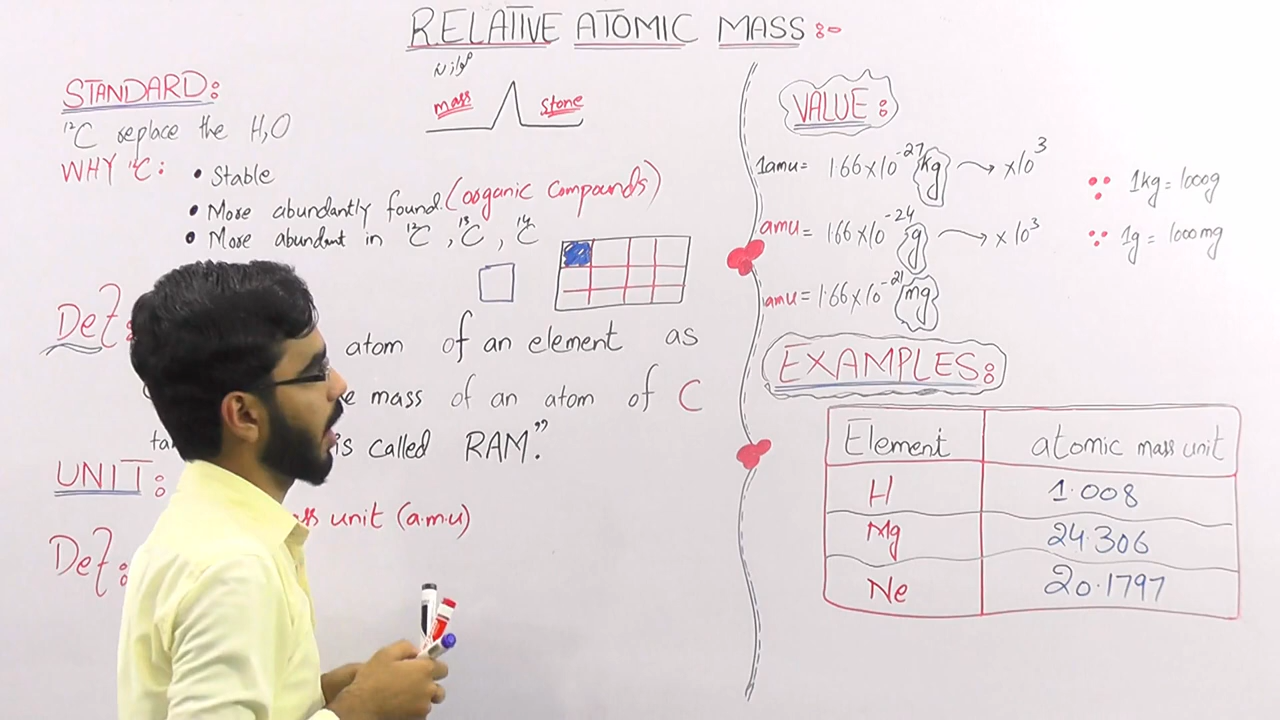 RELATIVE ATOMIC MASS :-
STANDARD:
¹²C replace the H₂O
WHY ¹²C:
• Stable
• More abundantly found. (organic compounds)
• More abundant in ¹²C, ¹³C, ¹⁴C
mass
stone
Def:
atom of an element as
mass of an atom of C
is called RAM."
UNIT:
unit (a.m.u)
Def:
VALUE:
1amu = 1.66×10⁻²⁷ kg → ×10³
∵ 1kg = 1000g
amu = 1.66×10⁻²⁴ g → ×10³
∵ 1g = 1000mg
amu = 1.66×10⁻²¹ mg
EXAMPLES:
Element atomic mass unit
H 1.008
Mg 24.306
Ne 20.1797